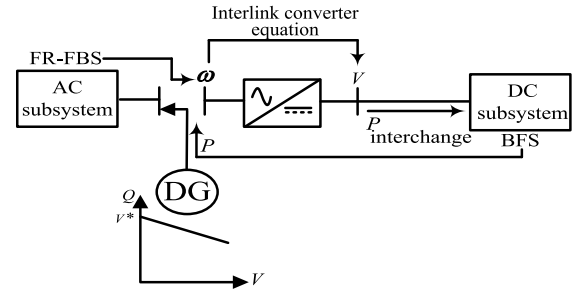 Interlink converter
equation
FR-FBS
ω
V
AC
subsystem
DC
subsystem
P
interchange
BFS
P
DG
Q
V*
V